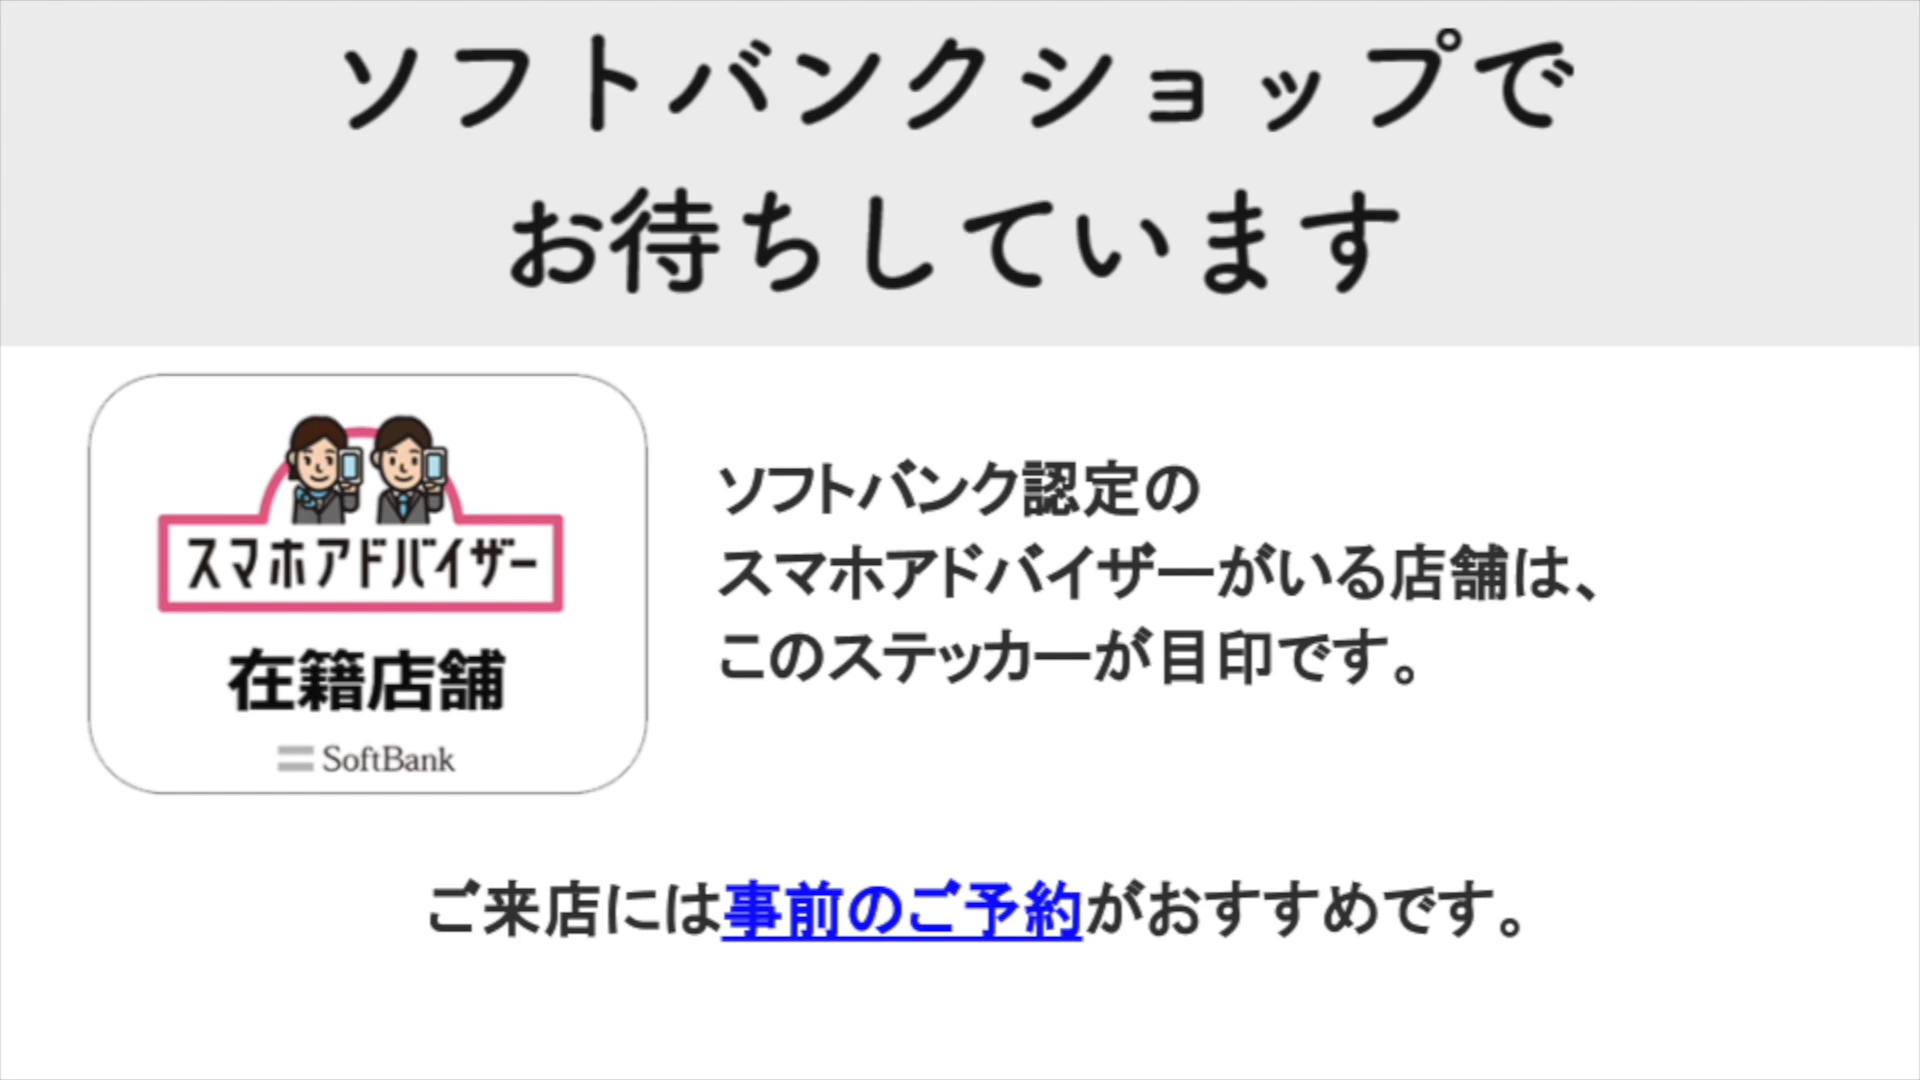 ソフトバンクショップで
お待ちしています
スマホアドバイザー
在籍店舗
SoftBank
ソフトバンク認定の
スマホアドバイザーがいる店舗は、
このステッカーが目印です。
ご来店には事前のご予約がおすすめです。